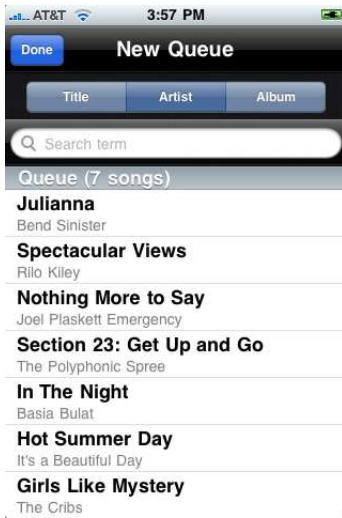 AT&T 3:57 PM
Done New Queue
Title Artist Album
Search term
Queue (7 songs)
Julianna
Bend Sinister
Spectacular Views
Rilo Kiley
Nothing More to Say
Joel Plaskett Emergency
Section 23: Get Up and Go
The Polyphonic Spree
In The Night
Basia Bulat
Hot Summer Day
It's a Beautiful Day
Girls Like Mystery
The Cribs